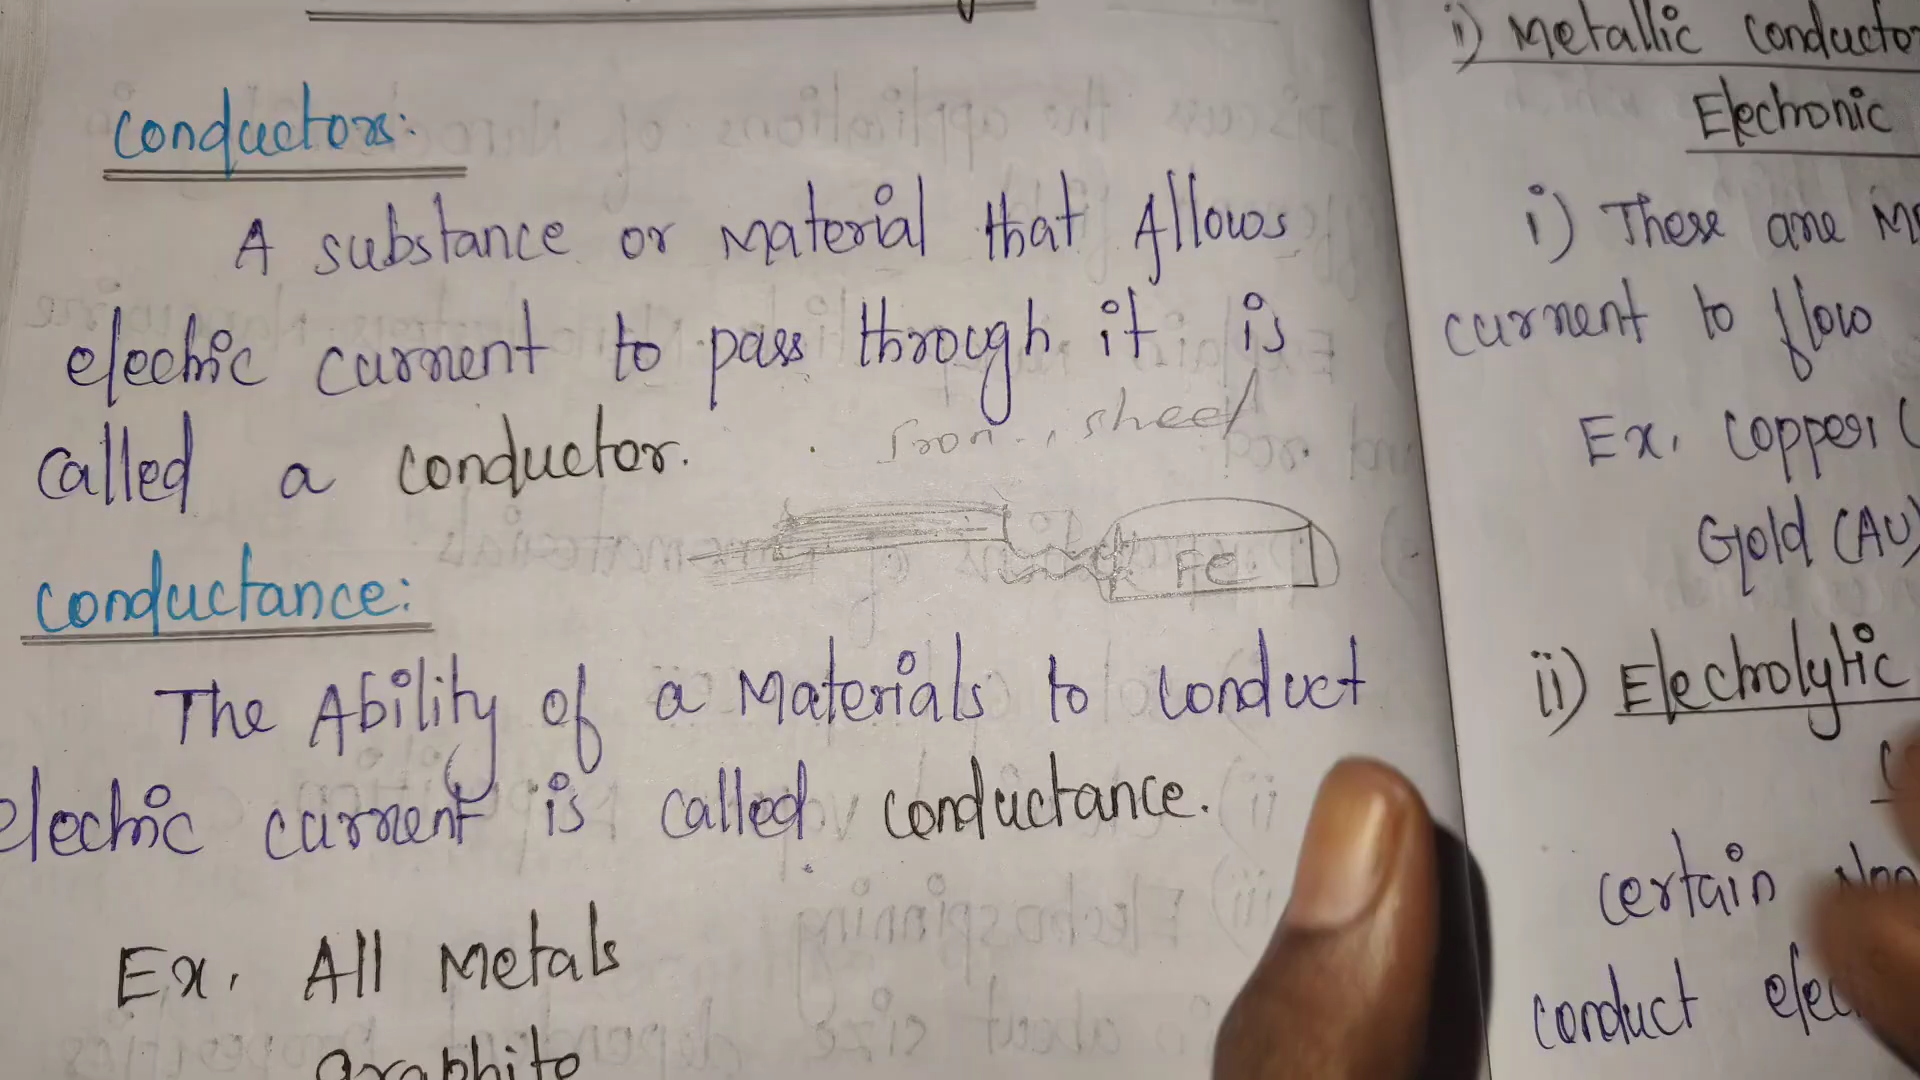 Conductors:
A substance or Material that Allows
electric current to pass through it is
called a conductor.
Iron, sheet
Fe
Conductance:
The Ability of a Materials to conduct
electric current is called conductance.
Ex. All Metals
Graphite
i) Metallic conducto
Electronic
i) These are M
current to flow
Ex. Copper (
Gold (AU)
ii) Electrolytic
certain
conduct elec